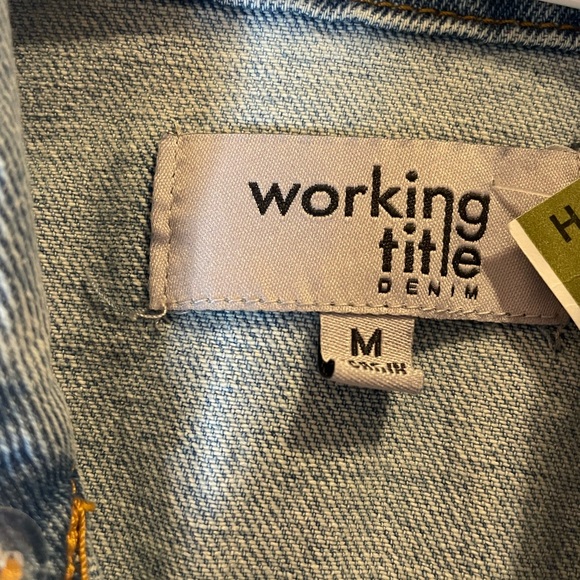 working
title
DENIM
H
M